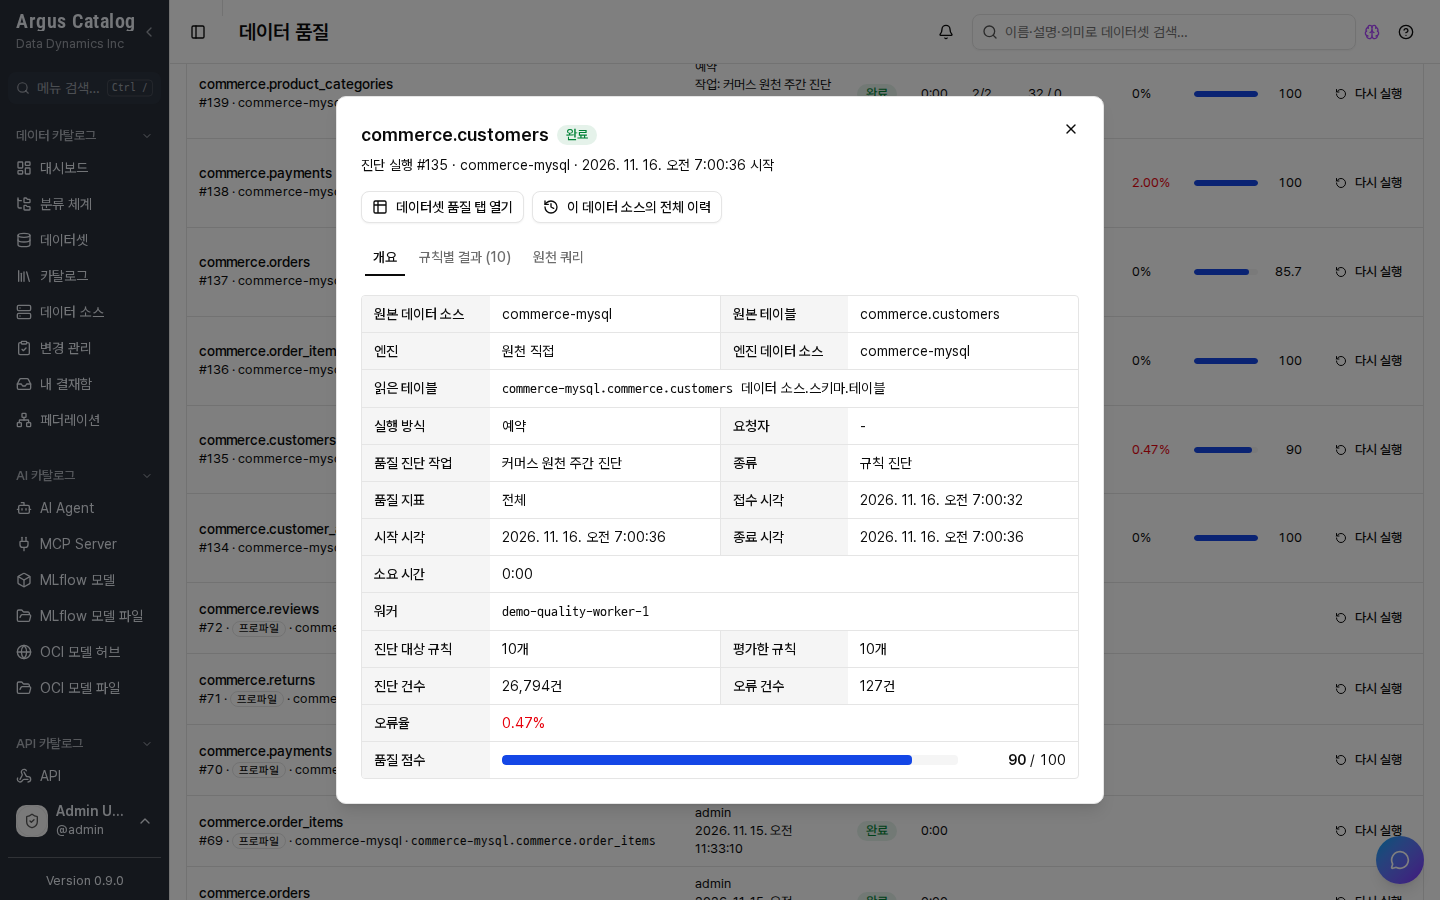 Argus Catalog
Data Dynamics Inc
메뉴 검색... Ctrl /
데이터 카탈로그
대시보드
분류 체계
데이터셋
카탈로그
데이터 소스
변경 관리
내 결재함
페더레이션
AI 카탈로그
AI Agent
MCP Server
MLflow 모델
MLflow 모델 파일
OCI 모델 허브
OCI 모델 파일
API 카탈로그
API
Admin U...
@admin
Version 0.9.0
데이터 품질
이름·설명·의미로 데이터셋 검색...
commerce.product_categories
#139 · commerce-mys
예약
작업: 커머스 원천 주간 진단
완료 0:00 2/2 32 / 0 0% 100 다시 실행
commerce.payments
#138 · commerce-mys
2.00% 100 다시 실행
commerce.orders
#137 · commerce-mys
0% 85.7 다시 실행
commerce.order_item
#136 · commerce-mys
0% 100 다시 실행
commerce.customers
#135 · commerce-mys
0.47% 90 다시 실행
commerce.customer_
#134 · commerce-mys
0% 100 다시 실행
commerce.reviews
#72 · 프로파일 · comme
다시 실행
commerce.returns
#71 · 프로파일 · comm
다시 실행
commerce.payments
#70 · 프로파일 · comm
다시 실행
commerce.order_items
#69 · 프로파일 · commerce-mysql · commerce-mysql.commerce.order_items
admin
2026. 11. 15. 오전
11:33:10
완료 0:00 다시 실행
commerce.orders
admin
commerce.customers 완료
진단 실행 #135 · commerce-mysql · 2026. 11. 16. 오전 7:00:36 시작
데이터셋 품질 탭 열기 이 데이터 소스의 전체 이력
개요 규칙별 결과 (10) 원천 쿼리
원본 데이터 소스 commerce-mysql 원본 테이블 commerce.customers
엔진 원천 직접 엔진 데이터 소스 commerce-mysql
읽은 테이블 commerce-mysql.commerce.customers 데이터 소스.스키마.테이블
실행 방식 예약 요청자 -
품질 진단 작업 커머스 원천 주간 진단 종류 규칙 진단
품질 지표 전체 접수 시각 2026. 11. 16. 오전 7:00:32
시작 시각 2026. 11. 16. 오전 7:00:36 종료 시각 2026. 11. 16. 오전 7:00:36
소요 시간 0:00
워커 demo-quality-worker-1
진단 대상 규칙 10개 평가한 규칙 10개
진단 건수 26,794건 오류 건수 127건
오류율 0.47%
품질 점수 90 / 100